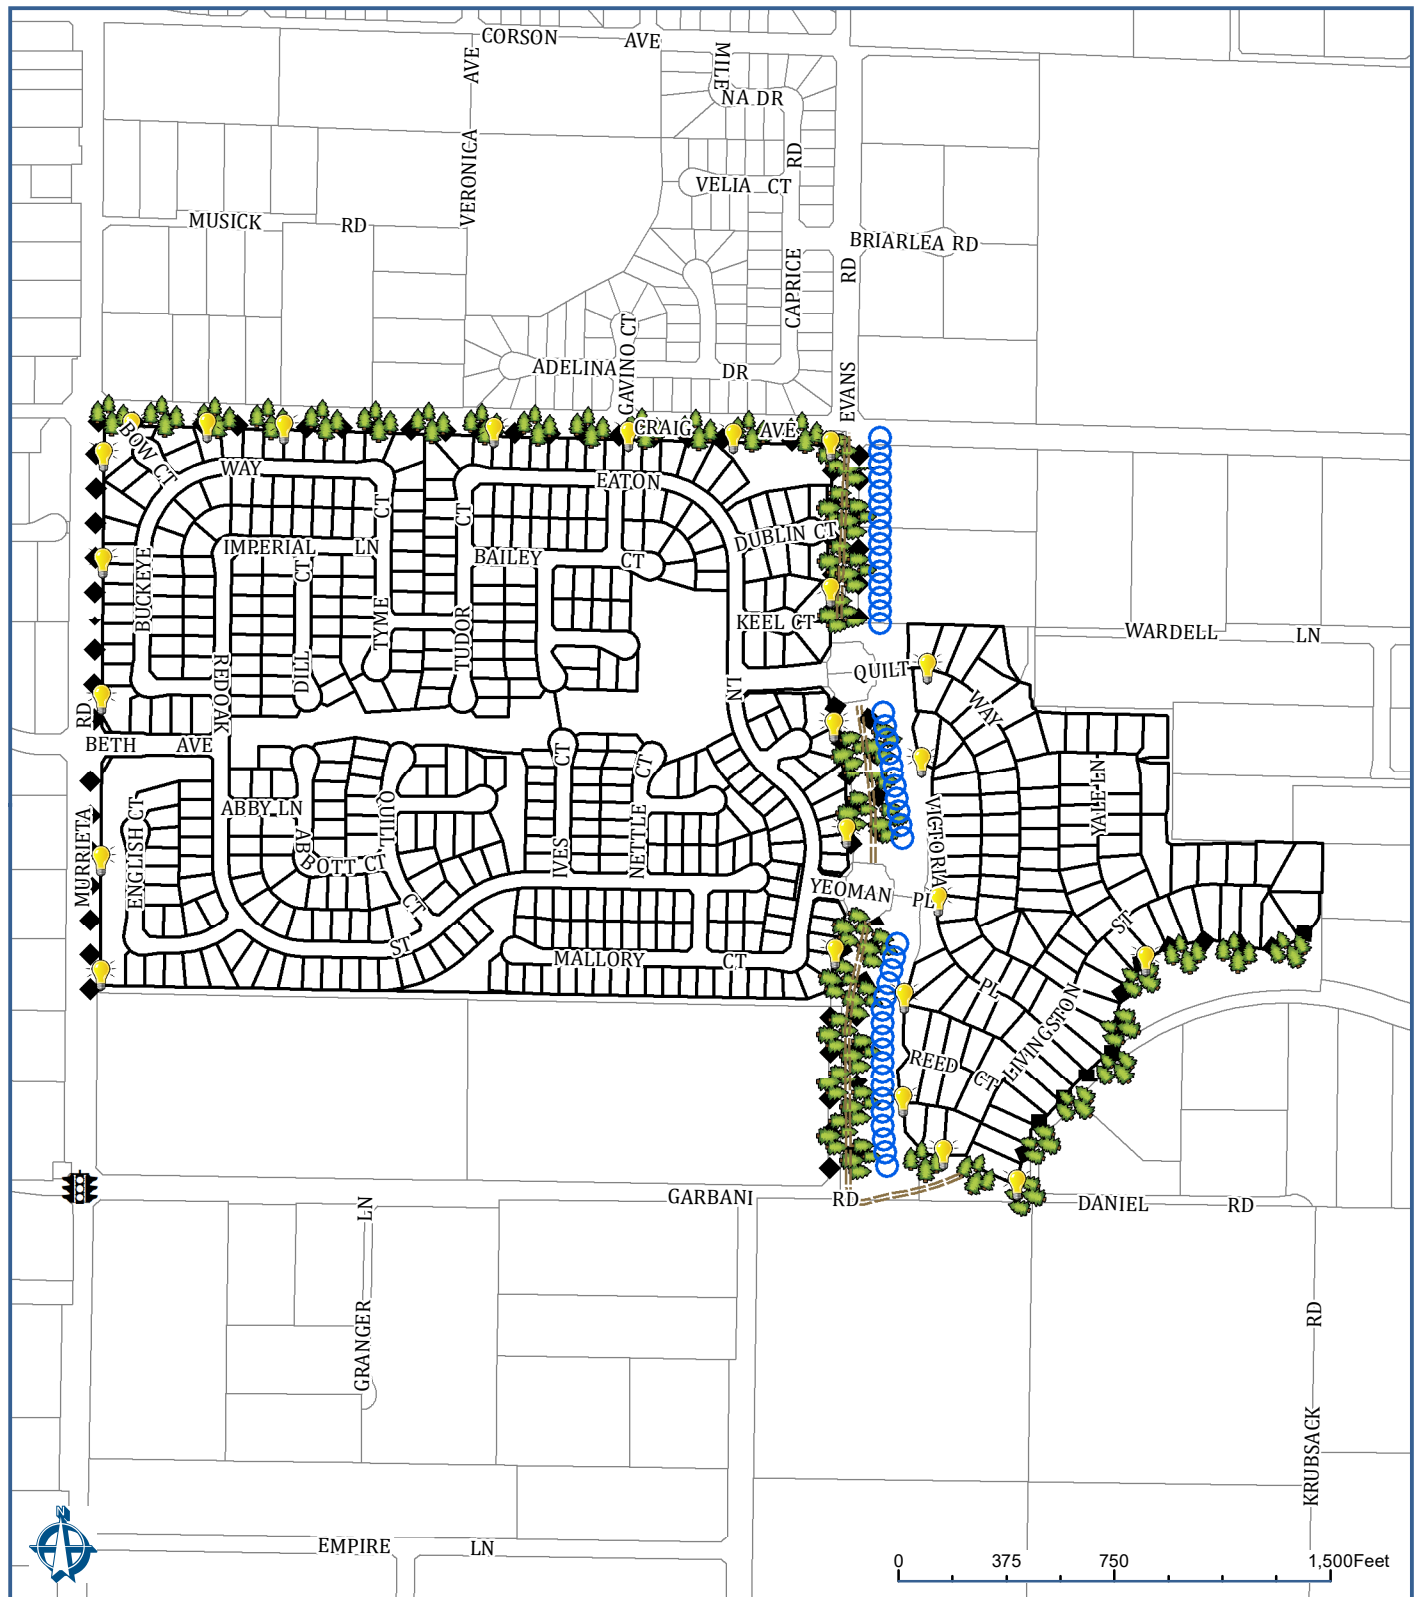 CORSON AVE
VERONICA AVE
MILENA DR
VELIA CT
CAPRICE RD
MUSICK RD
BRIARLEA RD
EVANS RD
GAVINO CT
ADELINA DR
CRAIG AVE
BOW CT
WAY
EATON
LN
DUBLIN CT
IMPERIAL LN
BAILEY CT
BUCKEYE
DILL CT
TYME CT
TUDOR CT
KEEL CT
WARDELL LN
REDOAK
QUILT WAY
MURRIETA RD
BETH AVE
ENGLISH CT
ABBY LN
ABBOTT CT
QUILL CT
IVES CT
NETTLE CT
VICTORIA PL
YALE LN
YEOMAN PL
ST
MALLORY CT
LIVINGSTON ST
REED CT
GARBANI RD
DANIEL RD
GRANGER LN
KRUBSACK RD
EMPIRE LN
N
0 375 750 1,500Feet